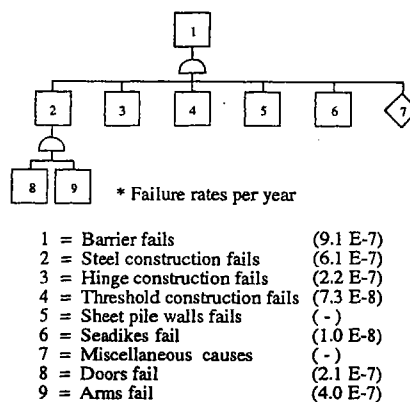 1
2 3 4 5 6 7
8 9
* Failure rates per year
1 = Barrier fails (9.1 E-7)
2 = Steel construction fails (6.1 E-7)
3 = Hinge construction fails (2.2 E-7)
4 = Threshold construction fails (7.3 E-8)
5 = Sheet pile walls fails (-)
6 = Seadikes fail (1.0 E-8)
7 = Miscellaneous causes (-)
8 = Doors fail (2.1 E-7)
9 = Arms fail (4.0 E-7)